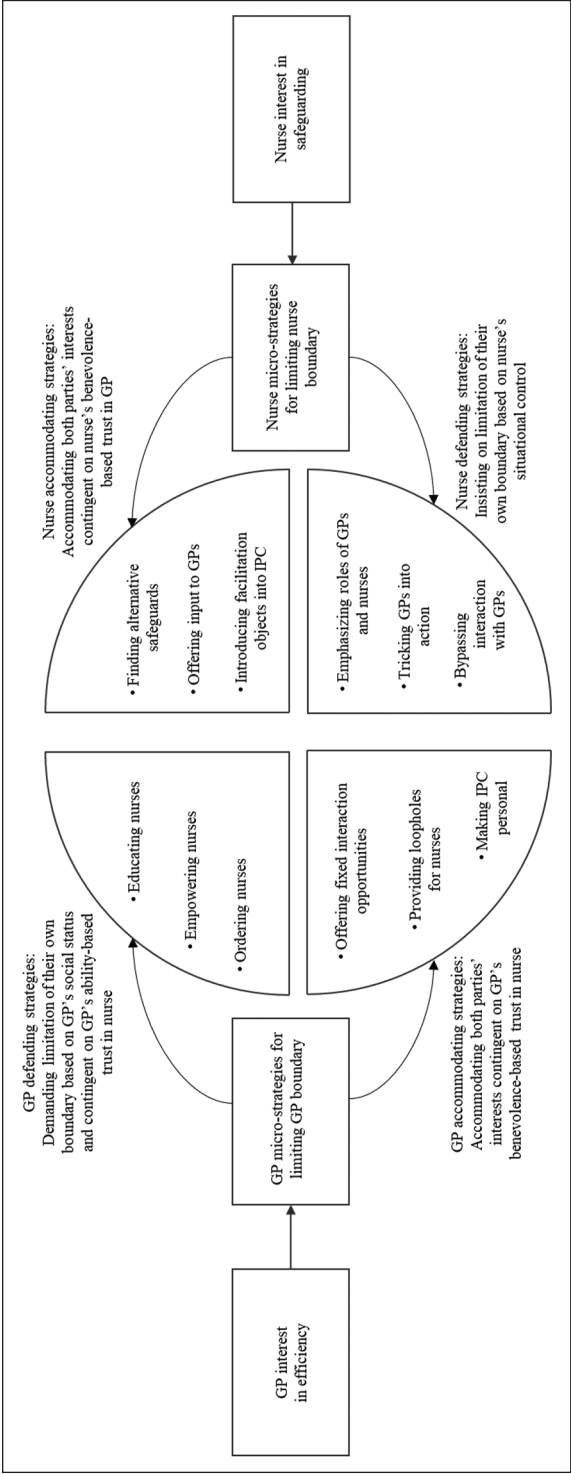 GP interest
in efficiency
GP micro-strategies for
limiting GP boundary
GP defending strategies:
Demanding limitation of their own
boundary based on GP’s social status
and contingent on GP’s ability-based
trust in nurse
• Educating nurses
• Empowering nurses
• Ordering nurses
GP accommodating strategies:
Accommodating both parties’
interests contingent on GP’s
benevolence-based trust in nurse
• Offering fixed interaction
opportunities
• Providing loopholes
for nurses
• Making IPC
personal
Nurse accommodating strategies:
Accommodating both parties’ interests
contingent on nurse’s benevolence-
based trust in GP
• Finding alternative
safeguards
• Offering input to GPs
• Introducing facilitation
objects into IPC
• Emphasizing roles of GPs
and nurses
• Tricking GPs into
action
• Bypassing
interaction
with GPs
Nurse defending strategies:
Insisting on limitation of their
own boundary based on nurse’s
situational control
Nurse micro-strategies
for limiting nurse
boundary
Nurse interest in
safeguarding